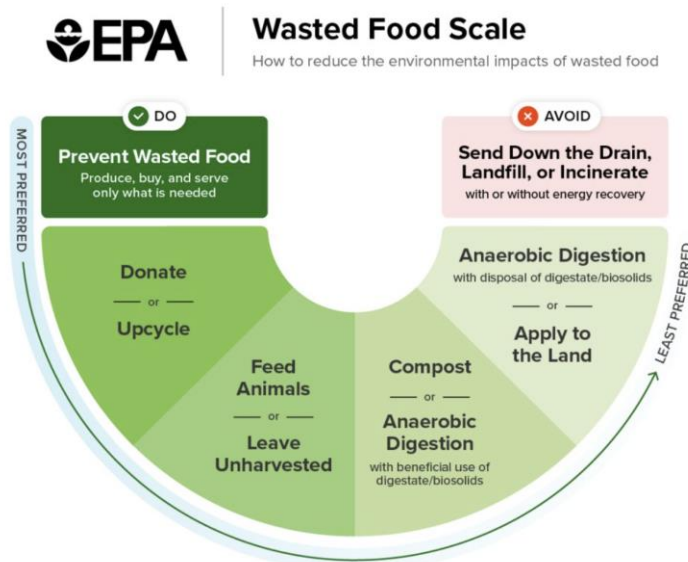 EPA
Wasted Food Scale
How to reduce the environmental impacts of wasted food
MOST PREFERRED
DO
Prevent Wasted Food
Produce, buy, and serve
only what is needed
Donate
or
Upcycle
Feed
Animals
or
Leave
Unharvested
Compost
or
Anaerobic
Digestion
with beneficial use of
digestate/biosolids
Anaerobic Digestion
with disposal of digestate/biosolids
or
Apply to
the Land
AVOID
Send Down the Drain,
Landfill, or Incinerate
with or without energy recovery
LEAST PREFERRED